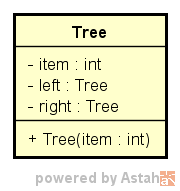 Tree
- item : int
- left : Tree
- right : Tree
+ Tree(item : int)
powered by Astah